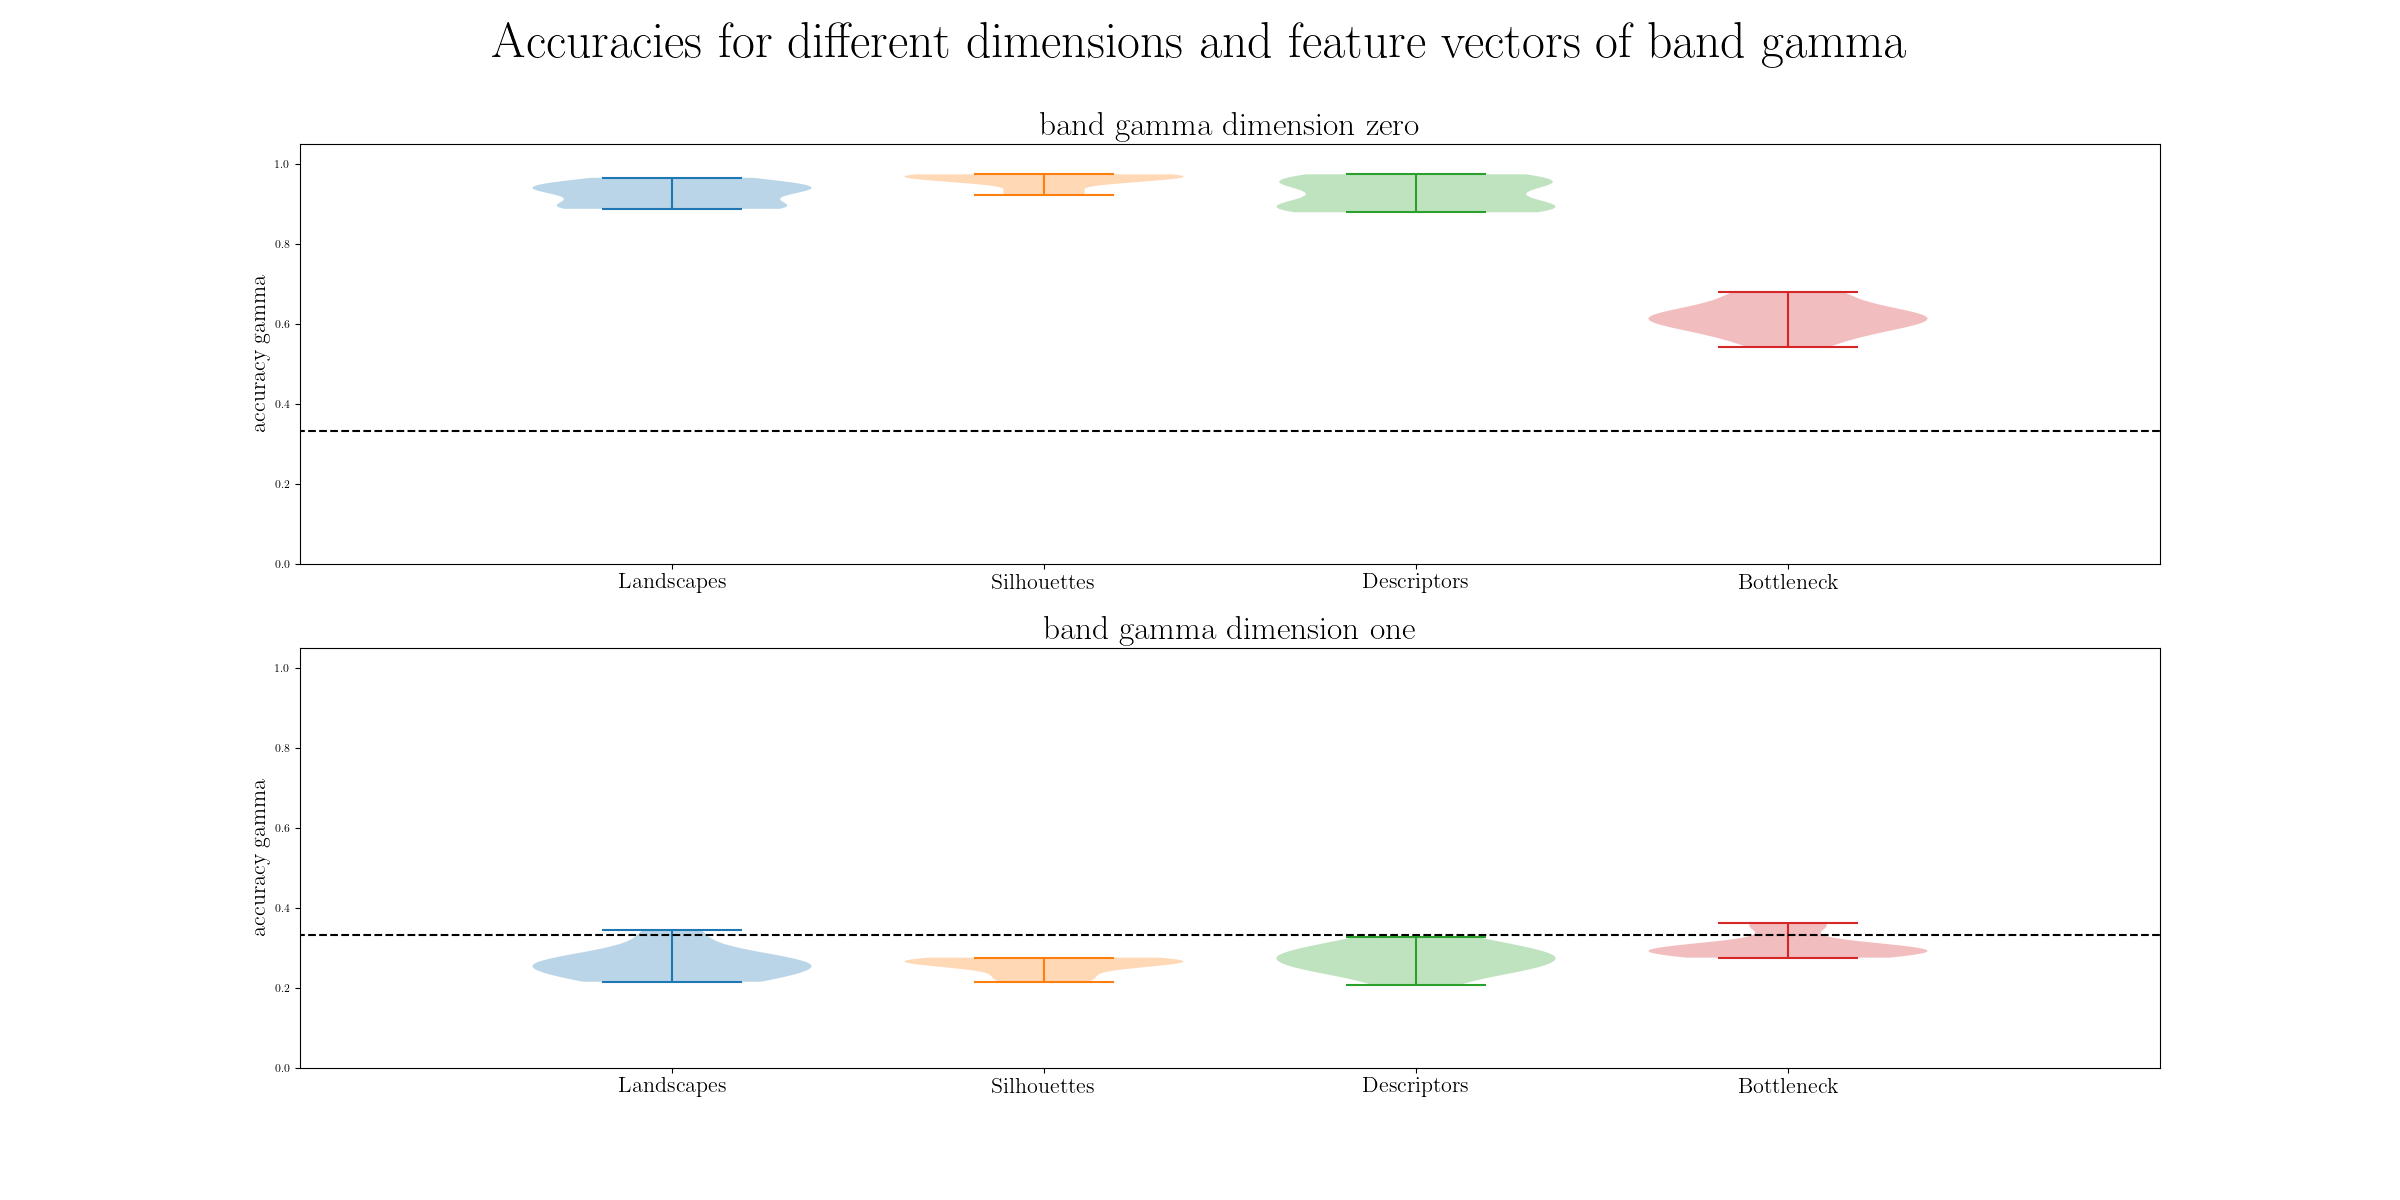 Accuracies for different dimensions and feature vectors of band gamma
band gamma dimension zero
1.0
0.8
0.6
0.4
0.2
0.0
accuracy gamma
Landscapes Silhouettes Descriptors Bottleneck
band gamma dimension one
1.0
0.8
0.6
0.4
0.2
0.0
accuracy gamma
Landscapes Silhouettes Descriptors Bottleneck